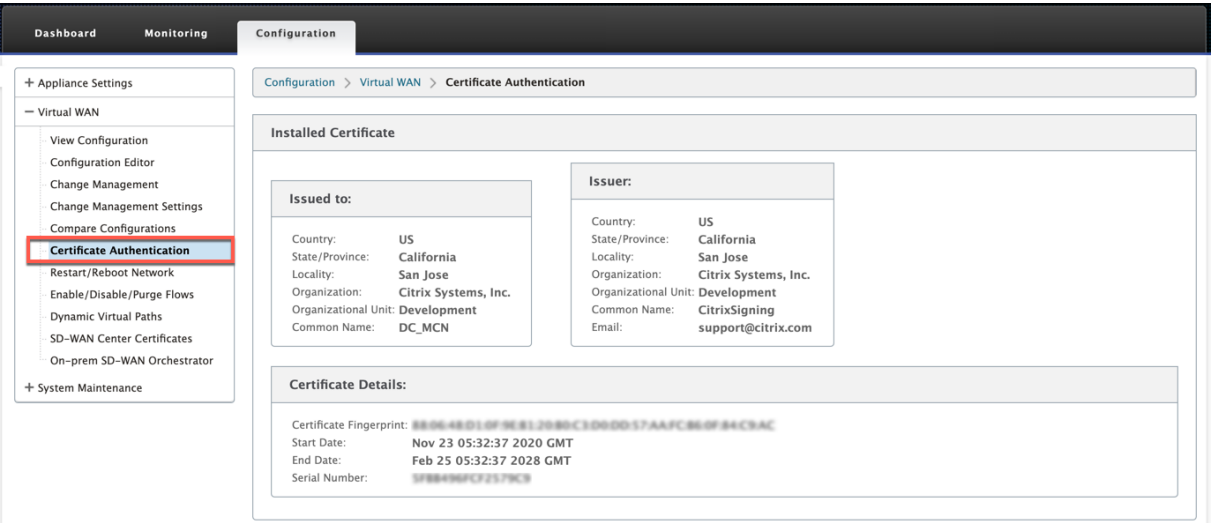 Dashboard Monitoring Configuration
+ Appliance Settings
− Virtual WAN
View Configuration
Configuration Editor
Change Management
Change Management Settings
Compare Configurations
Certificate Authentication
Restart/Reboot Network
Enable/Disable/Purge Flows
Dynamic Virtual Paths
SD-WAN Center Certificates
On-prem SD-WAN Orchestrator
+ System Maintenance
Configuration > Virtual WAN > Certificate Authentication
Installed Certificate
Issued to:
Country: US
State/Province: California
Locality: San Jose
Organization: Citrix Systems, Inc.
Organizational Unit: Development
Common Name: DC_MCN
Issuer:
Country: US
State/Province: California
Locality: San Jose
Organization: Citrix Systems, Inc.
Organizational Unit: Development
Common Name: CitrixSigning
Email: support@citrix.com
Certificate Details:
Certificate Fingerprint:
Start Date: Nov 23 05:32:37 2020 GMT
End Date: Feb 25 05:32:37 2028 GMT
Serial Number: